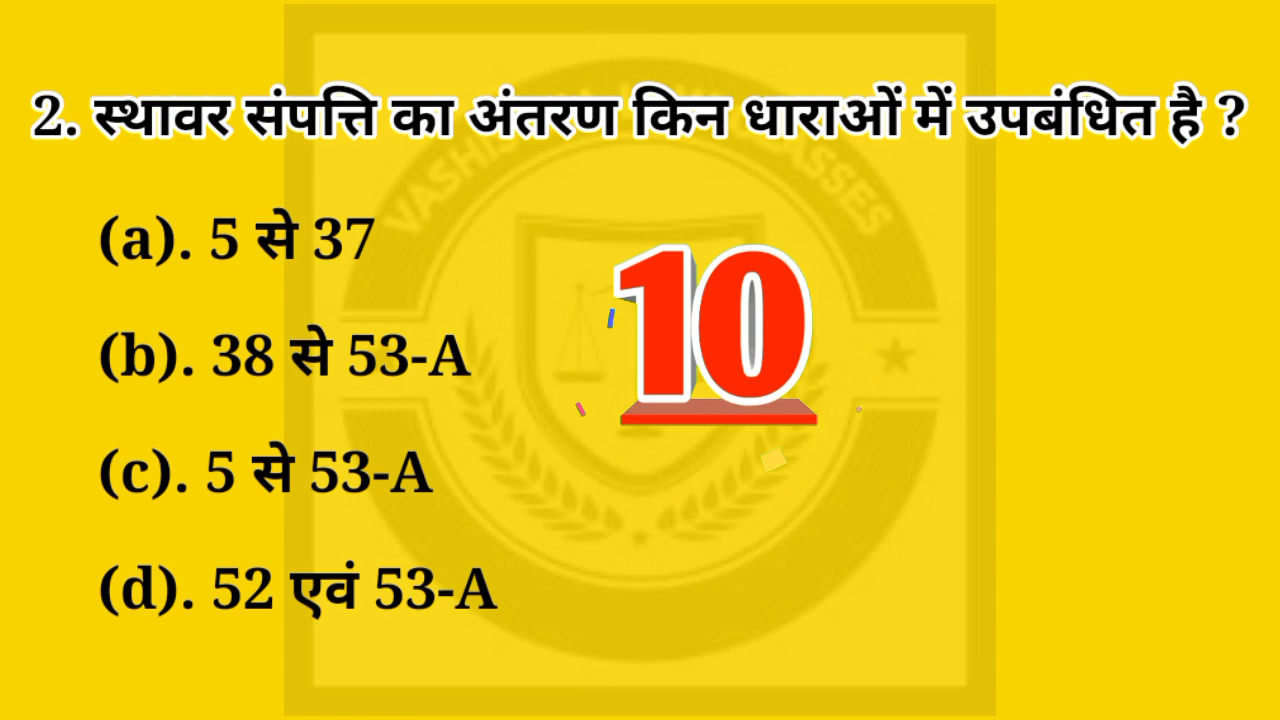 2. स्थावर संपत्ति का अंतरण किन धाराओं में उपबंधित है ?
(a). 5 से 37
10
(b). 38 से 53-A
(c). 5 से 53-A
(d). 52 एवं 53-A